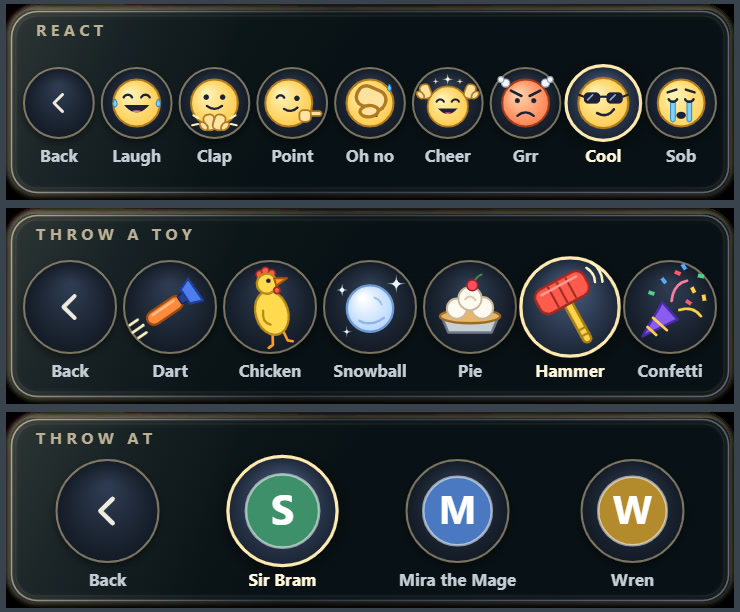 REACT
Back Laugh Clap Point Oh no Cheer Grr Cool Sob
THROW A TOY
Back Dart Chicken Snowball Pie Hammer Confetti
THROW AT
S M W
Back Sir Bram Mira the Mage Wren